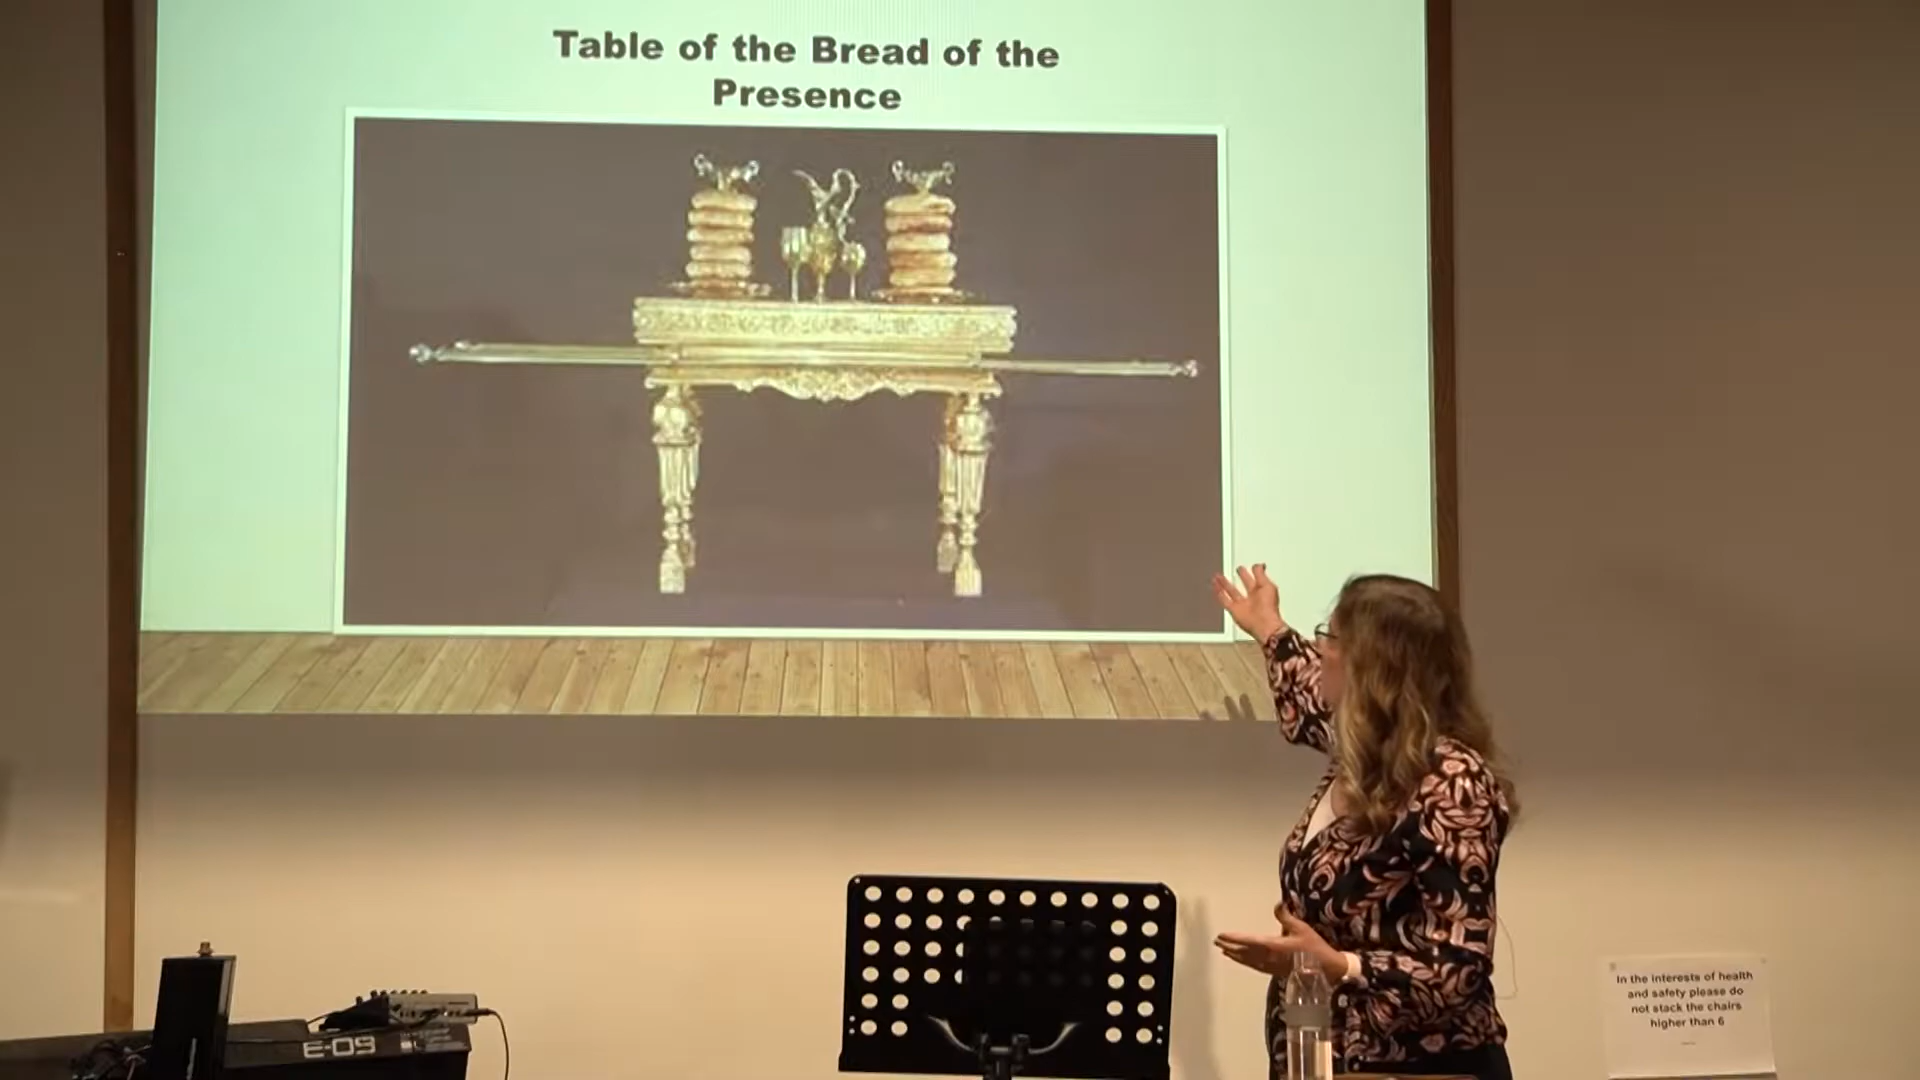 Table of the Bread of the
Presence
E-09
In the interests of health
and safety please do
not stack the chairs
higher than 6